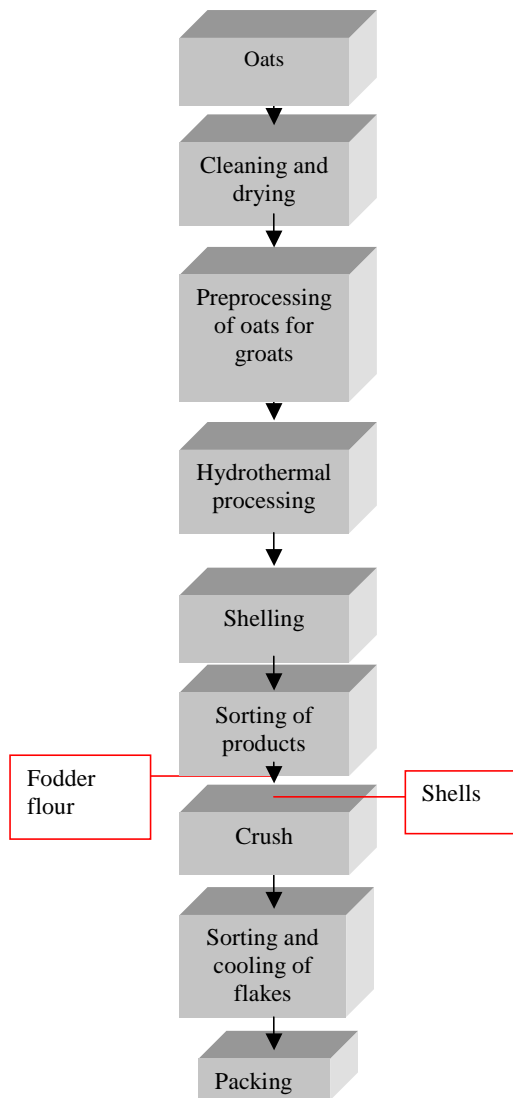 Oats
Cleaning and
drying
Preprocessing
of oats for
groats
Hydrothermal
processing
Shelling
Sorting of
products
Fodder
flour
Shells
Crush
Sorting and
cooling of
flakes
Packing